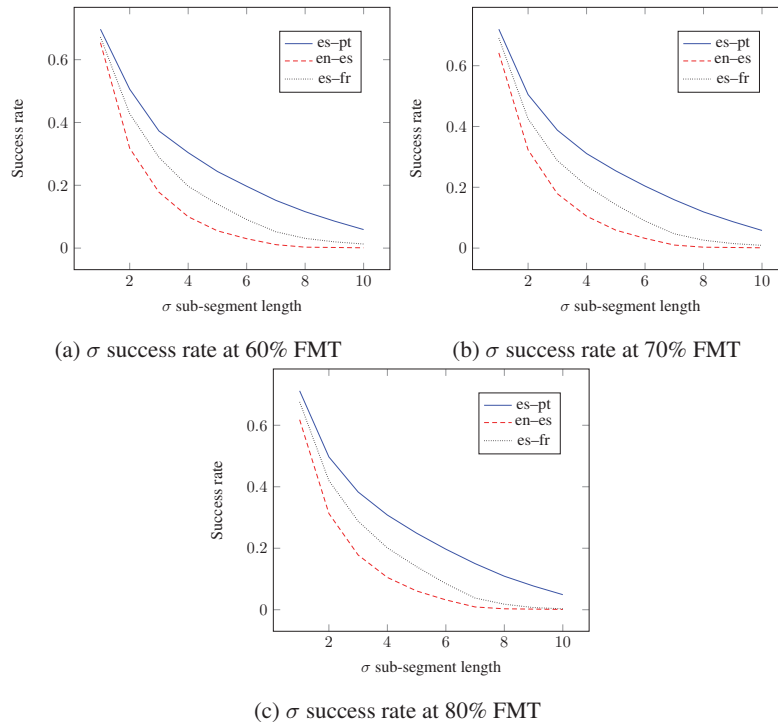 0.6
0.4
0.2
0
Success rate
2 4 6 8 10
σ sub-segment length
es–pt
en–es
es–fr
(a) σ success rate at 60% FMT
0.6
0.4
0.2
0
Success rate
2 4 6 8 10
σ sub-segment length
es–pt
en–es
es–fr
(b) σ success rate at 70% FMT
0.6
0.4
0.2
0
Success rate
2 4 6 8 10
σ sub-segment length
es–pt
en–es
es–fr
(c) σ success rate at 80% FMT